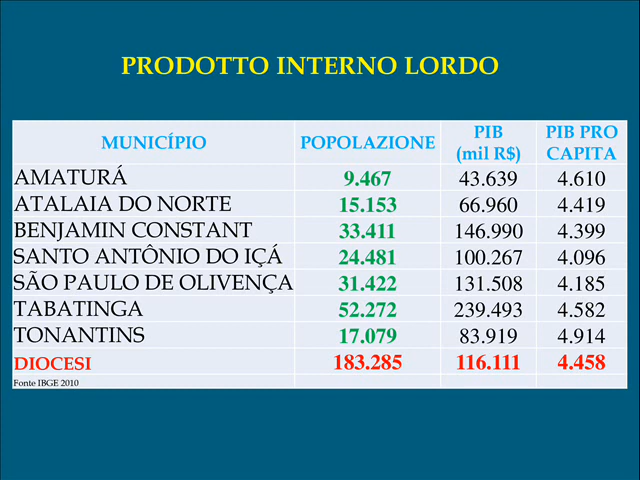 PRODOTTO INTERNO LORDO
MUNICÍPIO POPOLAZIONE PIB (mil R$) PIB PRO CAPITA
AMATURÁ 9.467 43.639 4.610
ATALAIA DO NORTE 15.153 66.960 4.419
BENJAMIN CONSTANT 33.411 146.990 4.399
SANTO ANTÔNIO DO IÇÁ 24.481 100.267 4.096
SÃO PAULO DE OLIVENÇA 31.422 131.508 4.185
TABATINGA 52.272 239.493 4.582
TONANTINS 17.079 83.919 4.914
DIOCESI 183.285 116.111 4.458
Fonte IBGE 2010